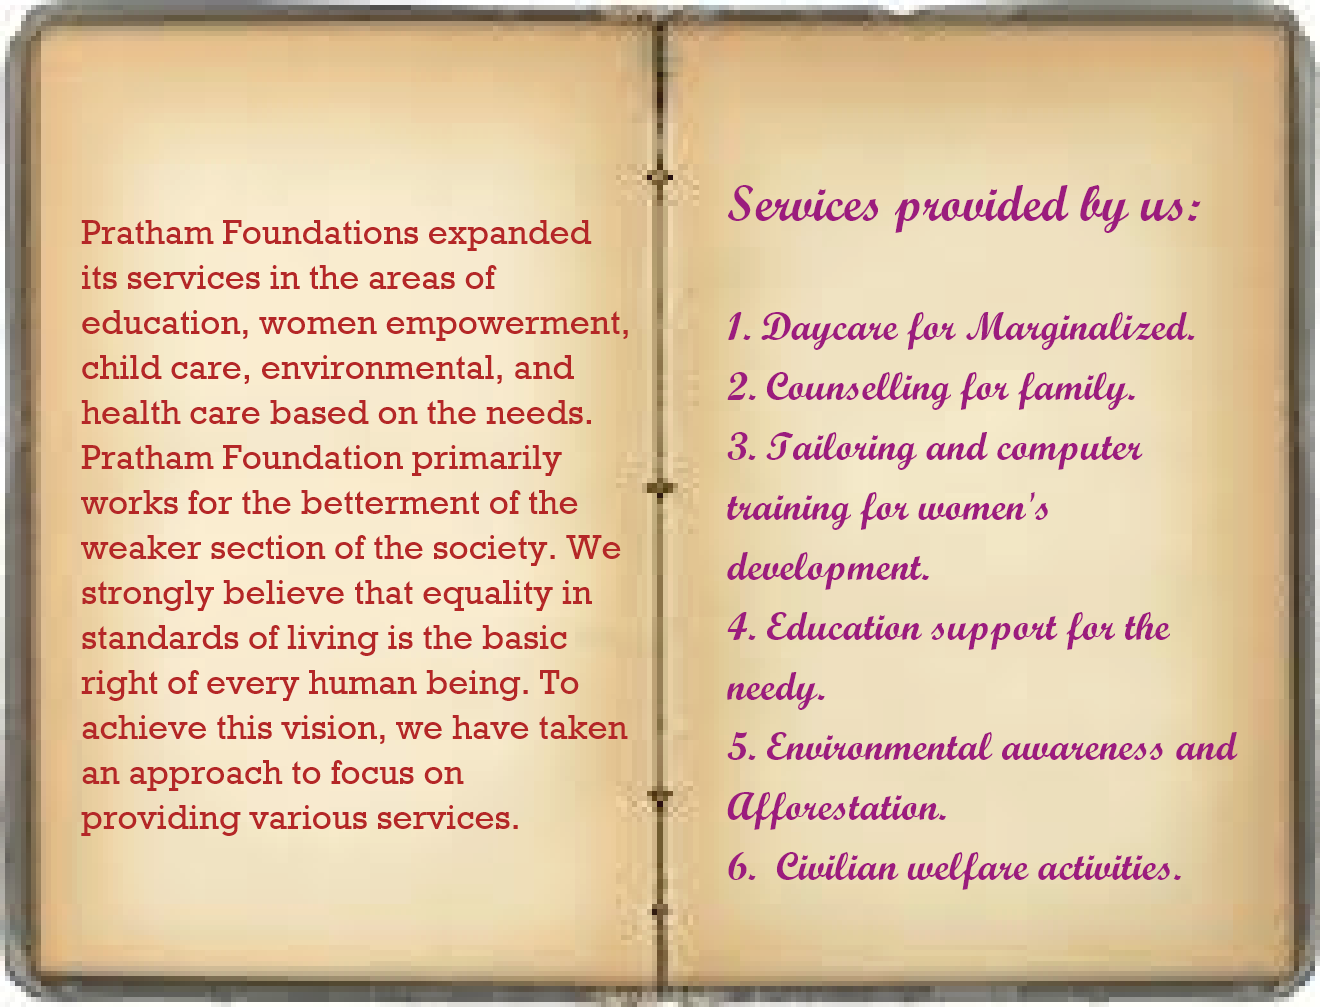 Pratham Foundations expanded
its services in the areas of
education, women empowerment,
child care, environmental, and
health care based on the needs.
Pratham Foundation primarily
works for the betterment of the
weaker section of the society. We
strongly believe that equality in
standards of living is the basic
right of every human being. To
achieve this vision, we have taken
an approach to focus on
providing various services.
Services provided by us:
1. Daycare for Marginalized.
2. Counselling for family.
3. Tailoring and computer
training for women's
development.
4. Education support for the
needy.
5. Environmental awareness and
Afforestation.
6.  Civilian welfare activities.